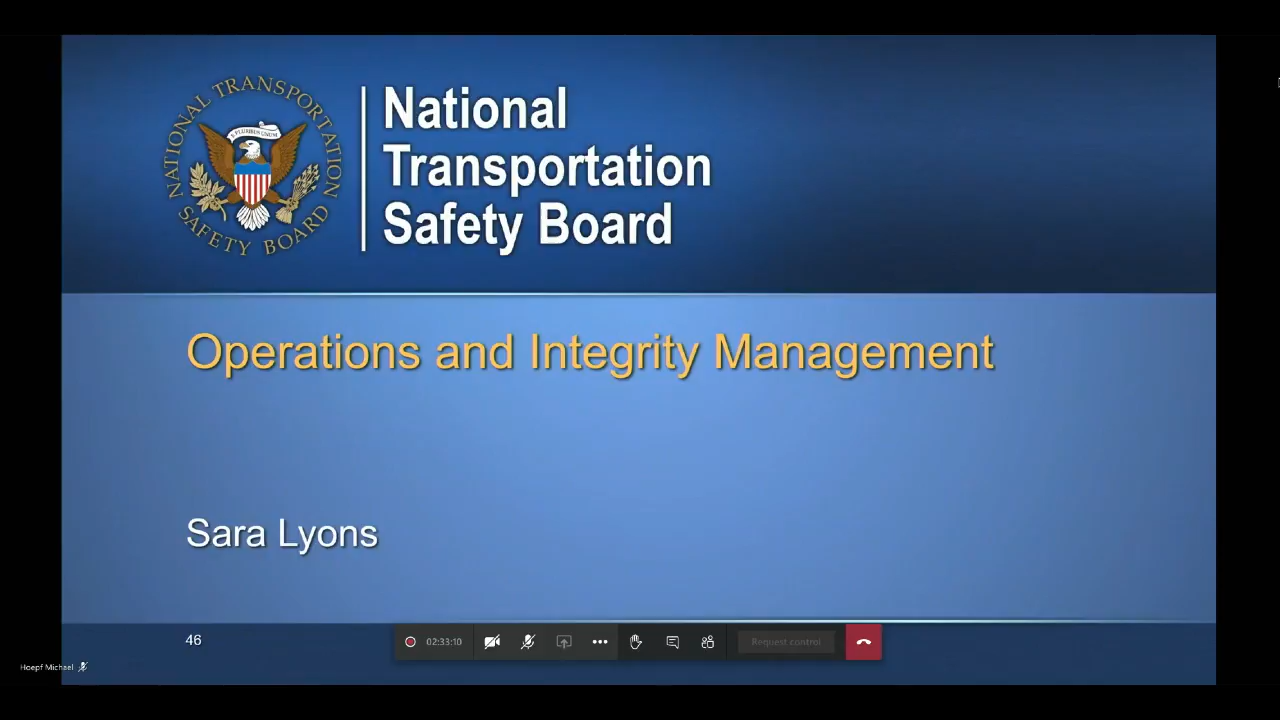 NATIONAL TRANSPORTATION SAFETY BOARD
E PLURIBUS UNUM
National
Transportation
Safety Board
Operations and Integrity Management
Sara Lyons
46
02:33:10
Request control
Hoepf Michael